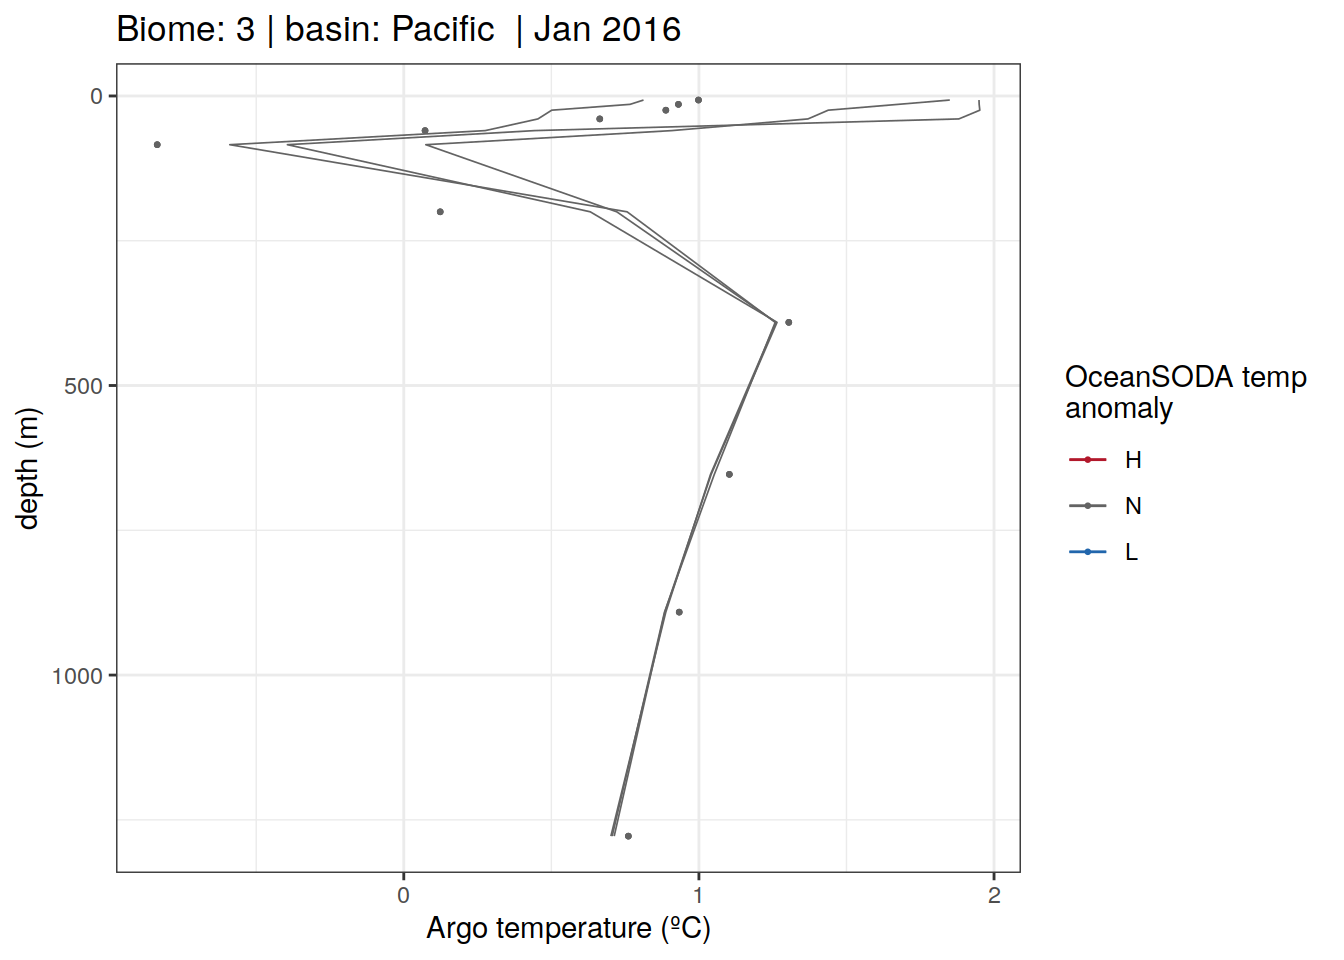 Biome: 3 | basin: Pacific  | Jan 2016
0
500
1000
depth (m)
0
1
2
Argo temperature (ºC)
OceanSODA temp
anomaly
H
N
L